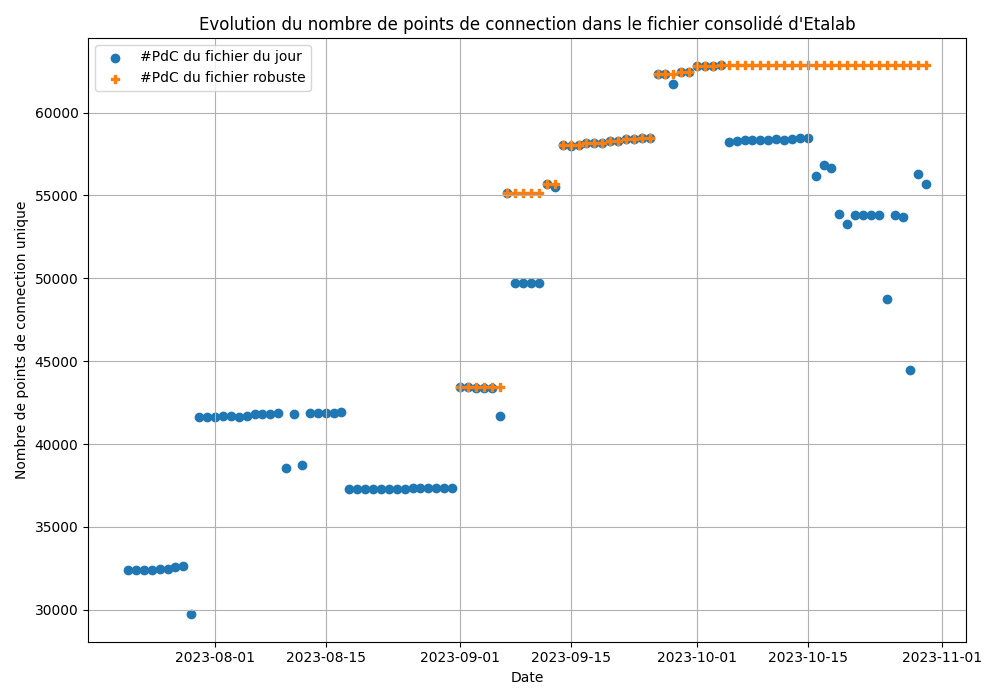 Evolution du nombre de points de connection dans le fichier consolidé d'Etalab
#PdC du fichier du jour
#PdC du fichier robuste
Nombre de points de connection unique
60000
55000
50000
45000
40000
35000
30000
2023-08-01
2023-08-15
2023-09-01
2023-09-15
2023-10-01
2023-10-15
2023-11-01
Date